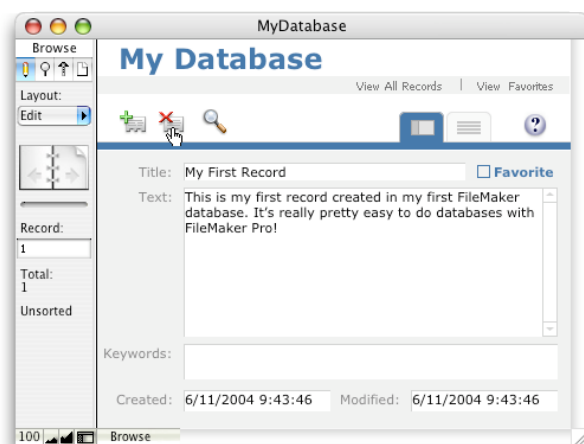 MyDatabase
Browse
Layout:
Edit
Record:
1
Total:
1
Unsorted
My Database
View All Records | View Favorites
?
Title: My First Record Favorite
Text: This is my first record created in my first FileMaker
database. It's really pretty easy to do databases with
FileMaker Pro!
Keywords:
Created: 6/11/2004 9:43:46 Modified: 6/11/2004 9:43:46
100 Browse